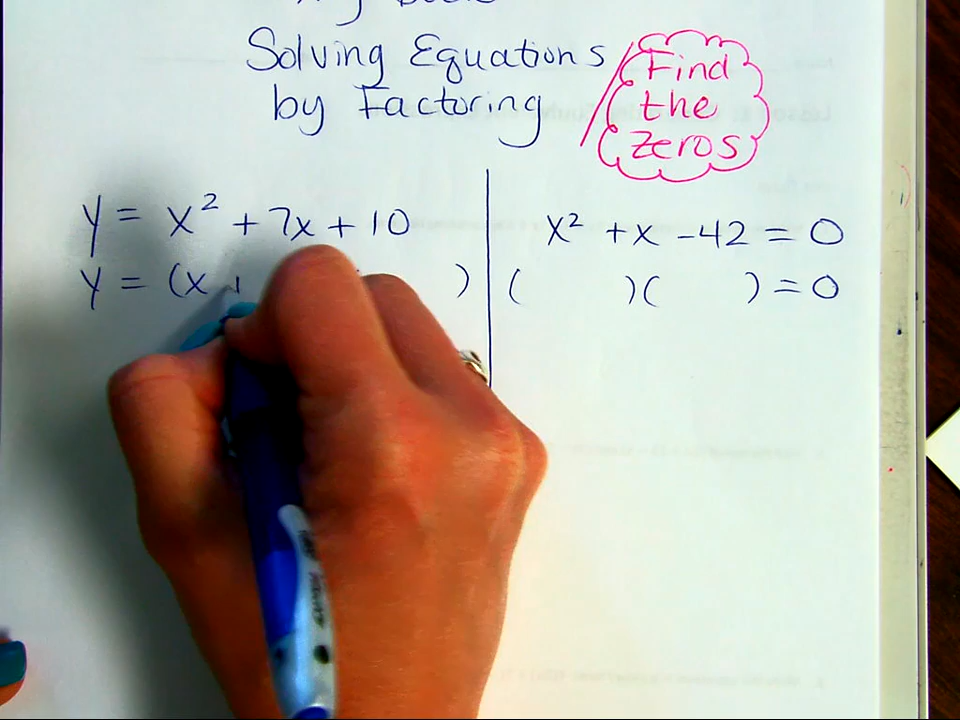 Solving Equations
by Factoring
Find
the
zeros
y = x² + 7x + 10
y = (x + )
x² + x - 42 = 0
( )( ) = 0